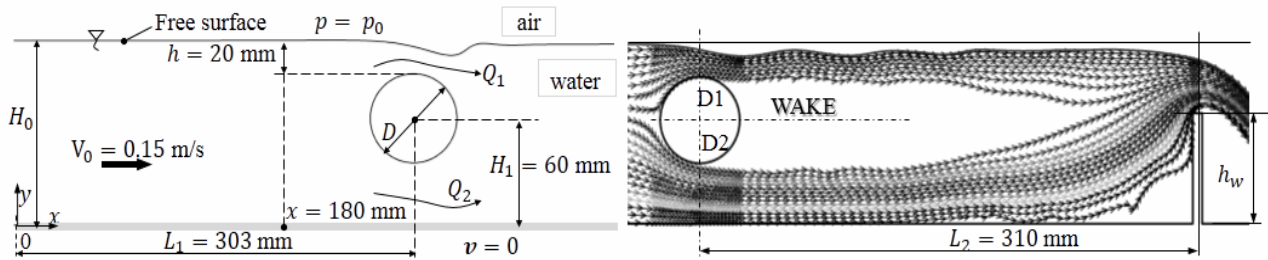 Free surface
p = p₀
air
h = 20 mm
Q₁
water
H₀
D
V₀ = 0.15 m/s
H₁ = 60 mm
Q₂
y
x
x = 180 mm
0
L₁ = 303 mm
v = 0
D1
WAKE
D2
h_w
L₂ = 310 mm